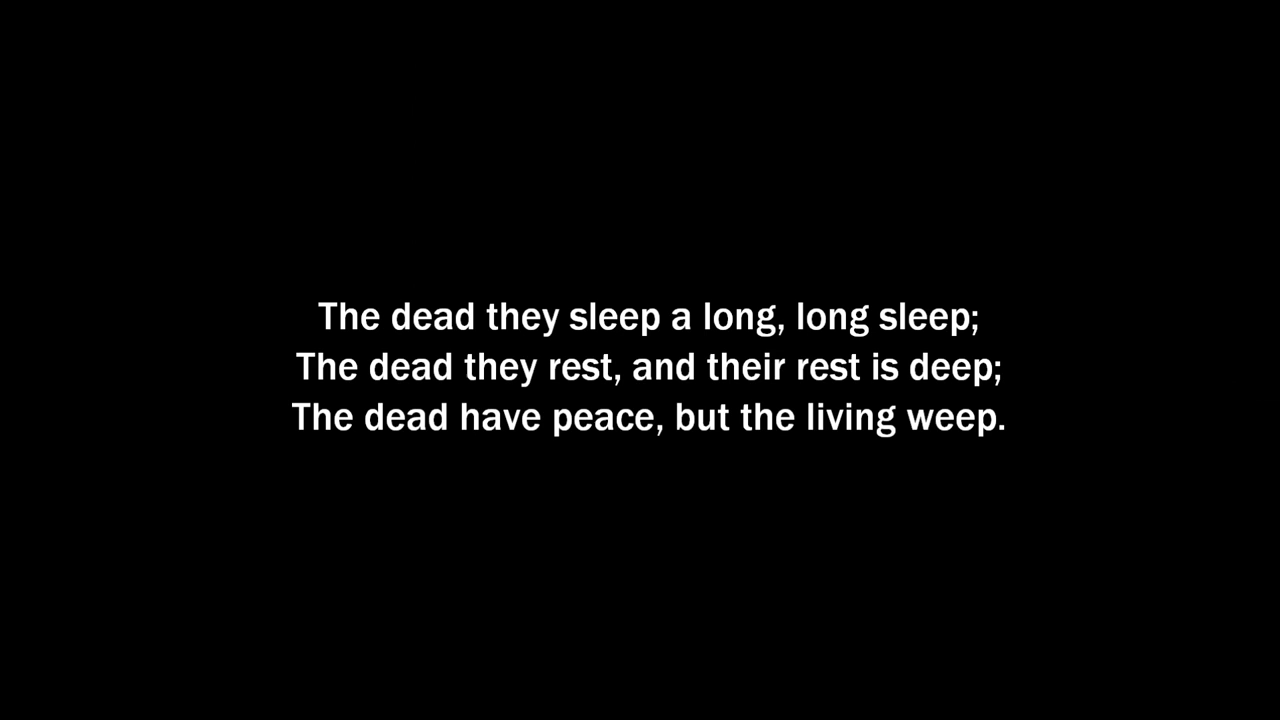 The dead they sleep a long, long sleep;
The dead they rest, and their rest is deep;
The dead have peace, but the living weep.